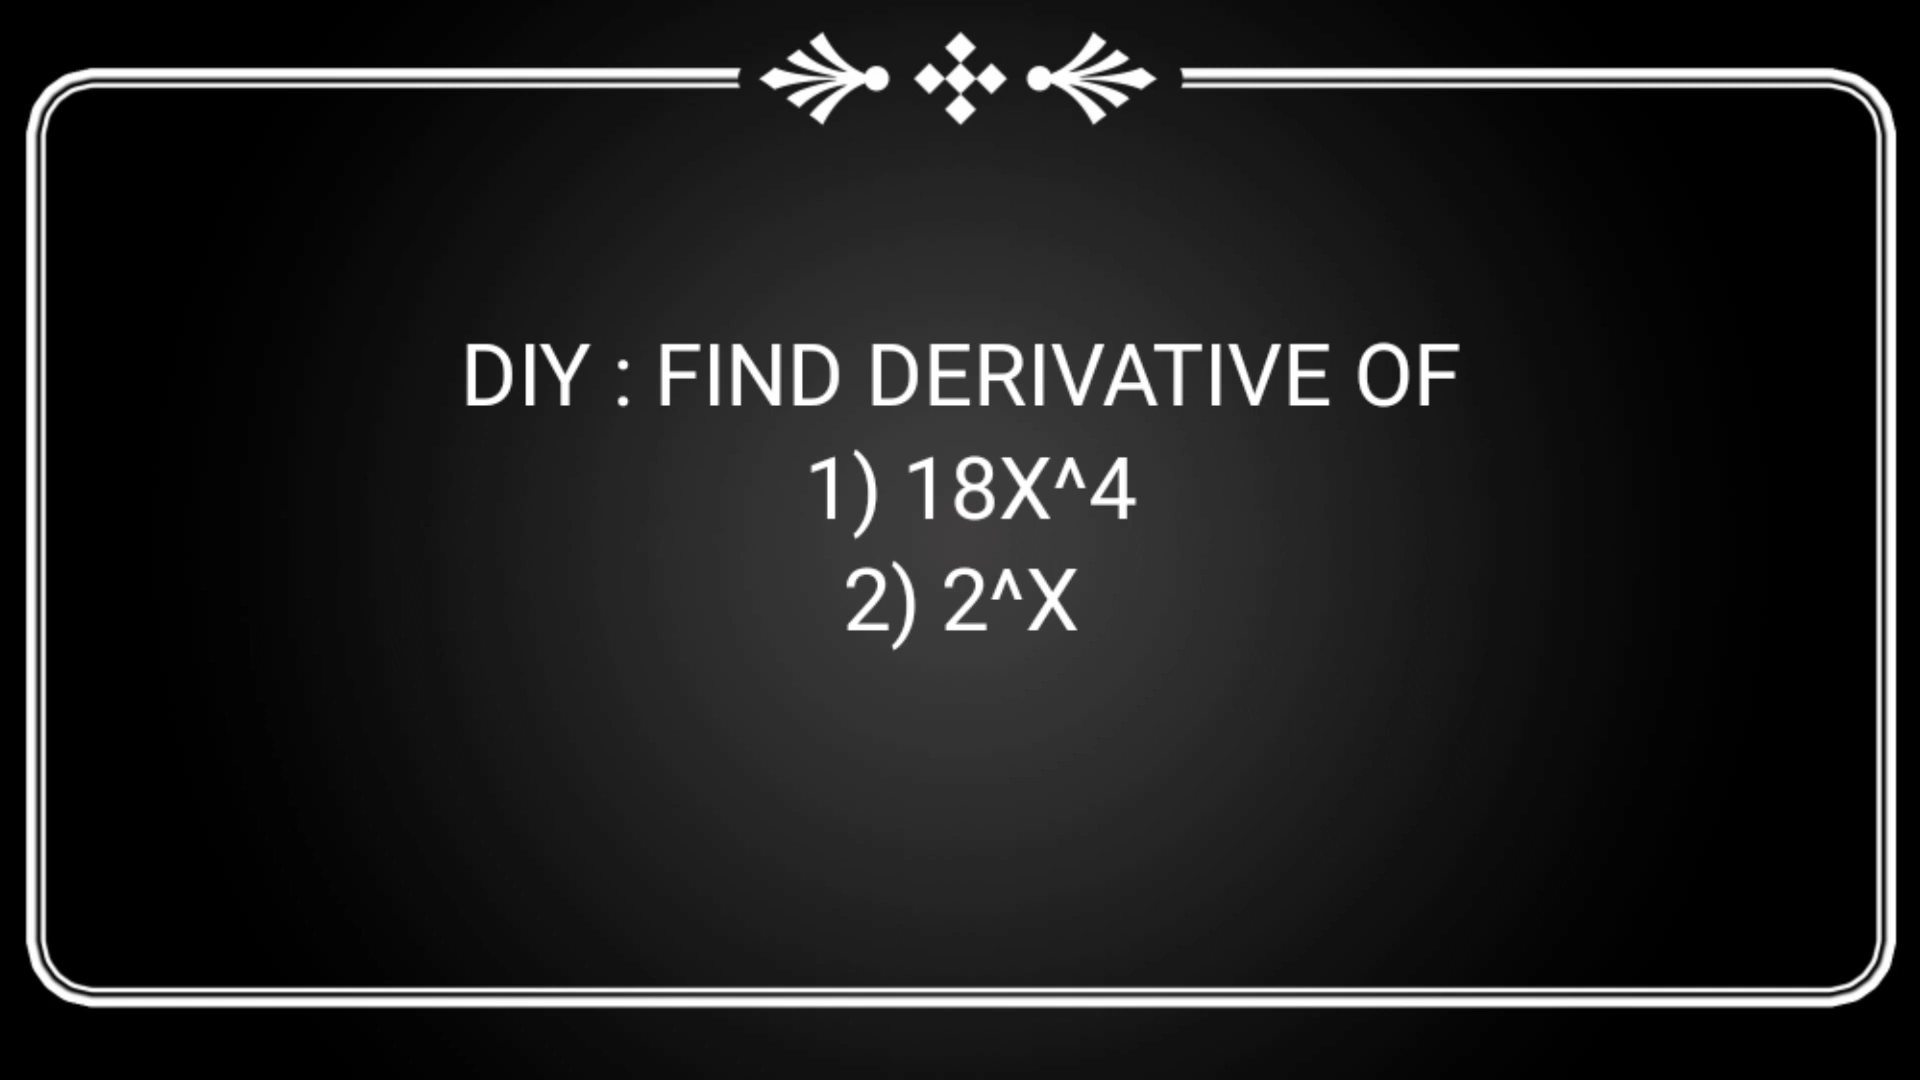 DIY : FIND DERIVATIVE OF
1) 18X^4
2) 2^X